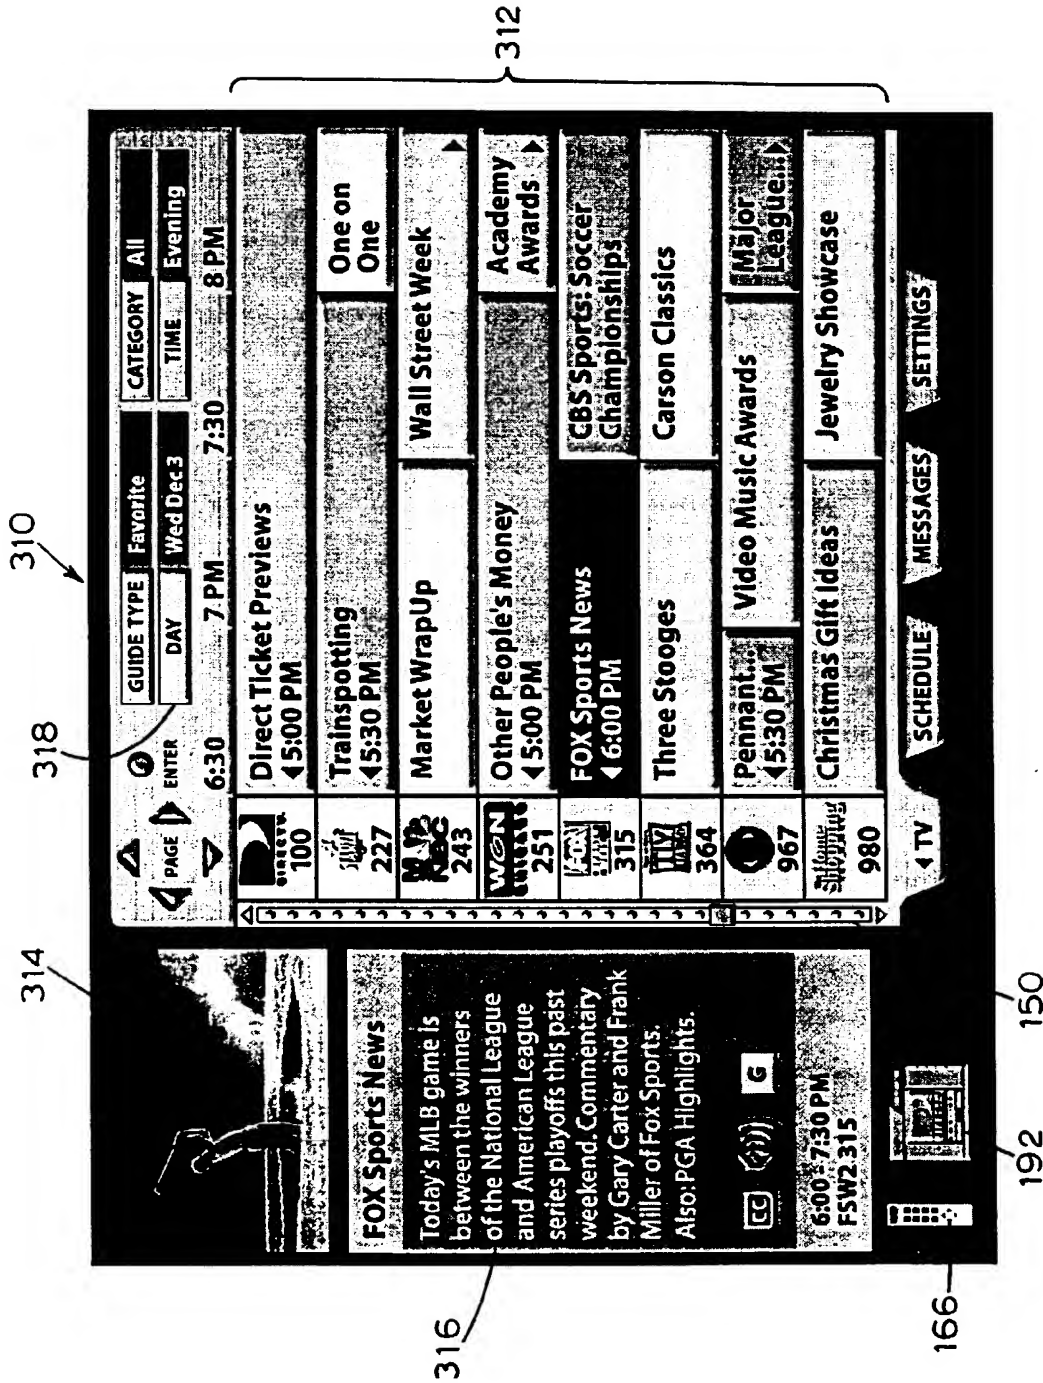 310
318
314
312
PAGE
ENTER
GUIDE TYPE Favorite CATEGORY All
DAY Wed Dec 3 TIME Evening
6:30 7 PM 7:30 8 PM
DIRECTV
100
Direct Ticket Previews
5:00 PM
227
Trainspotting
5:30 PM
One on
One
243
Market WrapUp
Wall Street Week
WGN
251
Other People's Money
5:00 PM
Academy
Awards
FOX
315
FOX Sports News
6:00 PM
CBS Sports: Soccer
Championships
364
Three Stooges
Carson Classics
967
Pennant...
5:30 PM
Video Music Awards
Major
League...
Home
Shopping
980
Christmas Gift Ideas
Jewelry Showcase
TV
SCHEDULE
MESSAGES
SETTINGS
FOX Sports News
Today's MLB game is
between the winners
of the National League
and American League
series playoffs this past
weekend. Commentary
by Gary Carter and Frank
Miller of Fox Sports.
Also: PGA Highlights.
CC
G
6:00 - 7:30 PM
FSW2 315
316
166
192
150